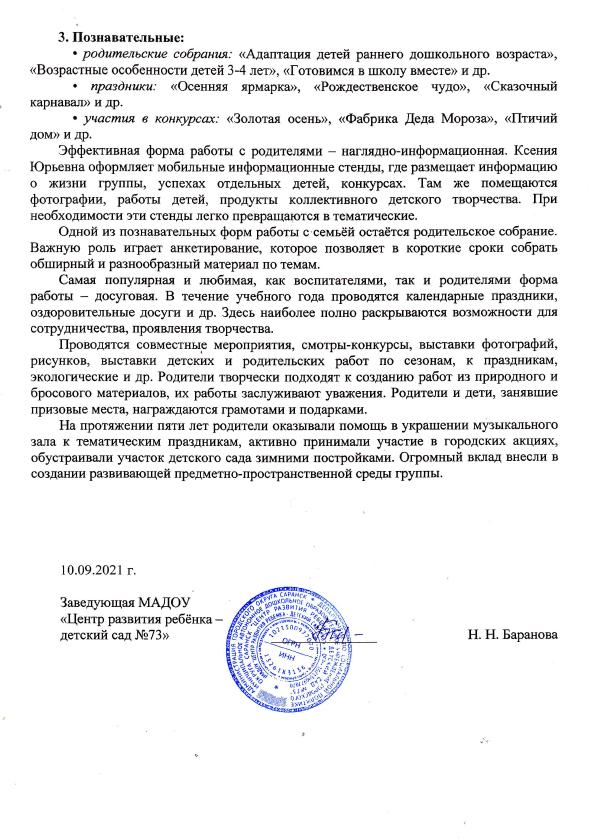 3. Познавательные:
• родительские собрания: «Адаптация детей раннего дошкольного возраста»,
«Возрастные особенности детей 3-4 лет», «Готовимся в школу вместе» и др.
• праздники: «Осенняя ярмарка», «Рождественское чудо», «Сказочный
карнавал» и др.
• участия в конкурсах: «Золотая осень», «Фабрика Деда Мороза», «Птичий
дом» и др.
Эффективная форма работы с родителями – наглядно-информационная. Ксения
Юрьевна оформляет мобильные информационные стенды, где размещает информацию
о жизни группы, успехах отдельных детей, конкурсах. Там же помещаются
фотографии, работы детей, продукты коллективного детского творчества. При
необходимости эти стенды легко превращаются в тематические.
Одной из познавательных форм работы с семьёй остаётся родительское собрание.
Важную роль играет анкетирование, которое позволяет в короткие сроки собрать
обширный и разнообразный материал по темам.
Самая популярная и любимая, как воспитателями, так и родителями форма
работы – досуговая. В течение учебного года проводятся календарные праздники,
оздоровительные досуги и др. Здесь наиболее полно раскрываются возможности для
сотрудничества, проявления творчества.
Проводятся совместные мероприятия, смотры-конкурсы, выставки фотографий,
рисунков, выставки детских и родительских работ по сезонам, к праздникам,
экологические и др. Родители творчески подходят к созданию работ из природного и
бросового материалов, их работы заслуживают уважения. Родители и дети, занявшие
призовые места, награждаются грамотами и подарками.
На протяжении пяти лет родители оказывали помощь в украшении музыкального
зала к тематическим праздникам, активно принимали участие в городских акциях,
обустраивали участок детского сада зимними постройками. Огромный вклад внесли в
создании развивающей предметно-пространственной среды группы.
10.09.2021 г.
Заведующая МАДОУ
«Центр развития ребёнка –
детский сад №73»
Н. Н. Баранова
ОГРН
ИНН